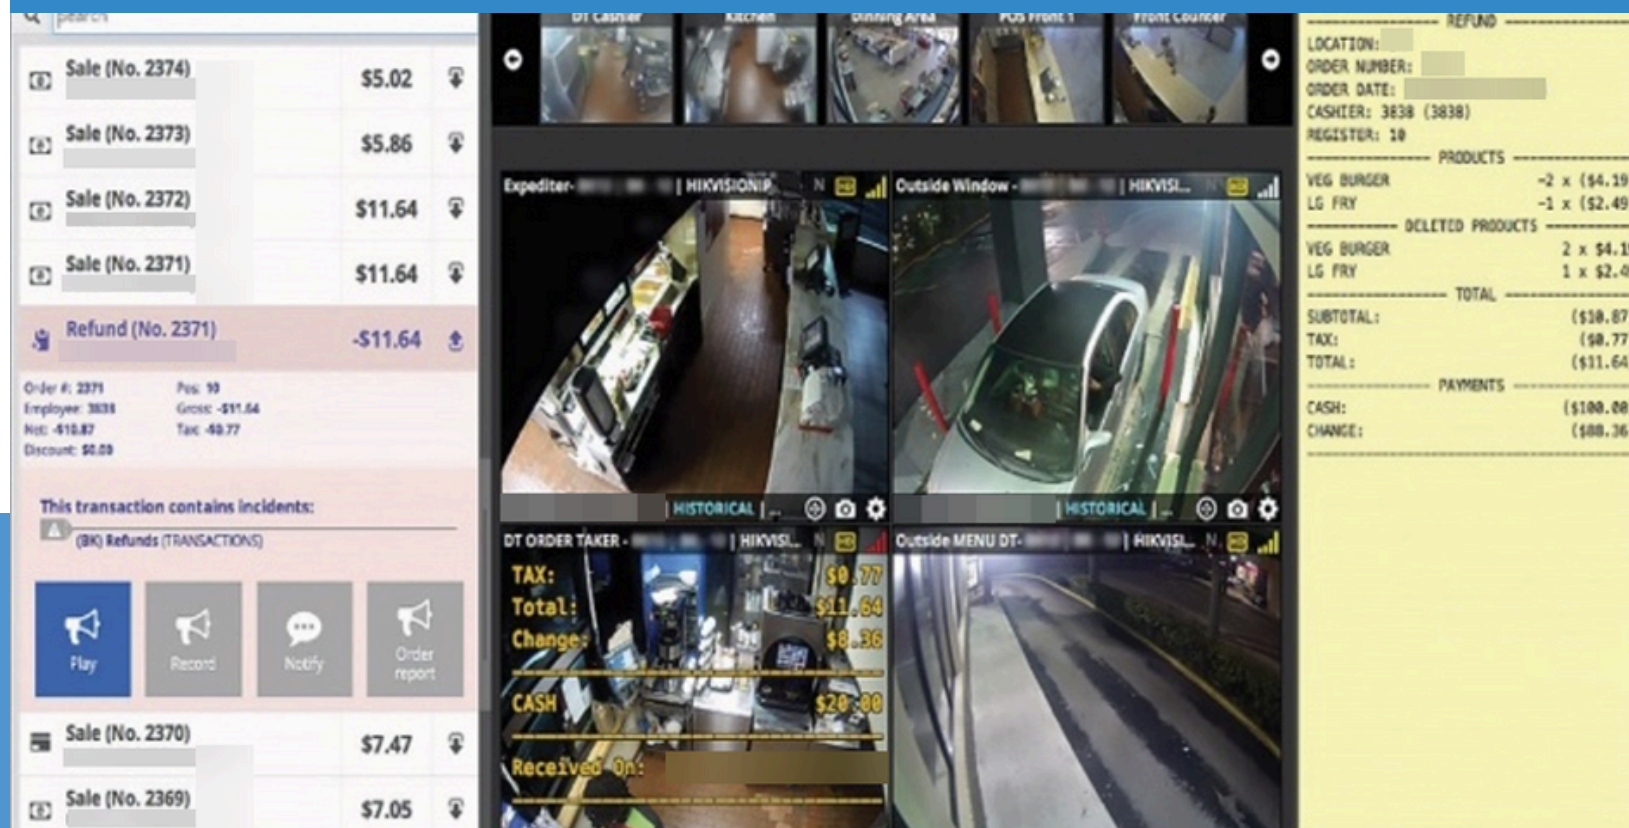 search
Sale (No. 2374)
$5.02
Sale (No. 2373)
$5.86
Sale (No. 2372)
$11.64
Sale (No. 2371)
$11.64
Refund (No. 2371)
-$11.64
Order #: 2371 Pos: 10
Employee: 3838 Gross: -$11.64
Net: -$10.87 Tax: -$0.77
Discount: $0.00
This transaction contains incidents:
(BK) Refunds (TRANSACTIONS)
Play
Record
Notify
Order
report
Sale (No. 2370)
$7.47
Sale (No. 2369)
$7.05
DT Cashier
Kitchen
Dinning Area
POS Front 1
Front Counter
Expediter- | HIKVISION IP N HD
Outside Window - | HIKVISI... N HD
| HISTORICAL | ...
| HISTORICAL | ...
DT ORDER TAKER - | HIKVISI... N HD
Outside MENU DT- | HIKVISI... N HD
TAX: $0.77
Total: $11.64
Change: $8.36
CASH $20.00
Received On:
REFUND
LOCATION:
ORDER NUMBER:
ORDER DATE:
CASHIER: 3838 (3838)
REGISTER: 10
PRODUCTS
VEG BURGER -2 x ($4.19
LG FRY -1 x ($2.49
DELETED PRODUCTS
VEG BURGER 2 x $4.19
LG FRY 1 x $2.4
TOTAL
SUBTOTAL: ($10.87
TAX: ($0.77
TOTAL: ($11.64
PAYMENTS
CASH: ($100.00
CHANGE: ($88.36